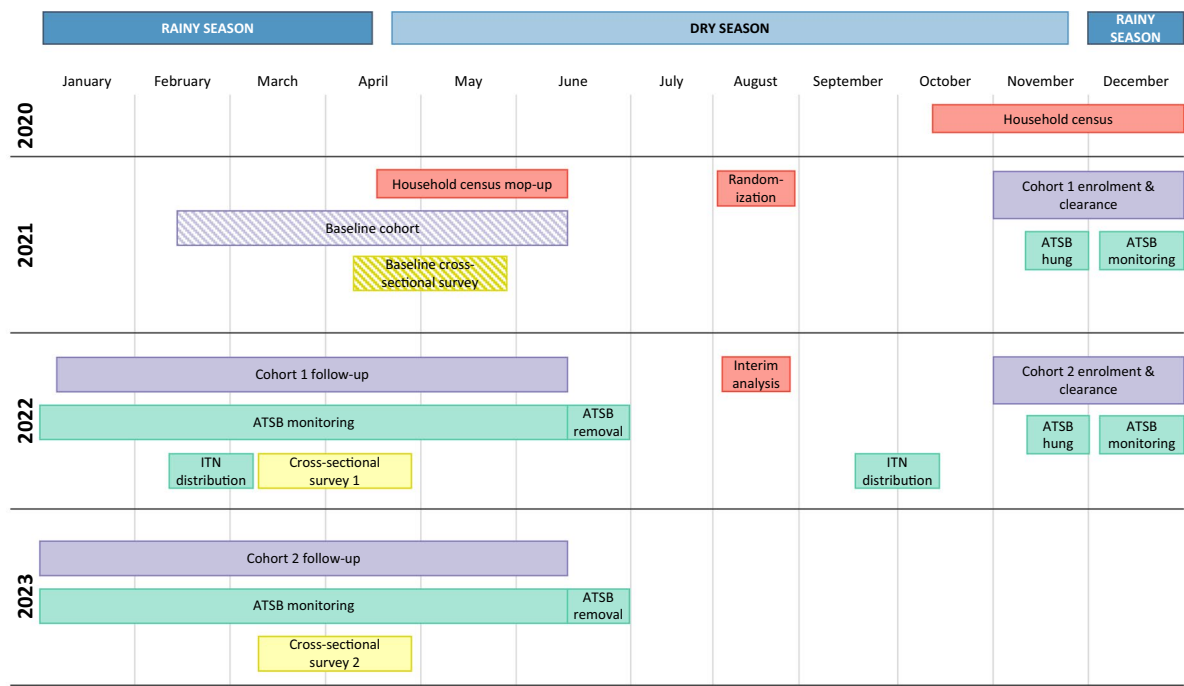 RAINY SEASON
DRY SEASON
RAINY
SEASON
January February March April May June July August September October November December
2020
Household census
2021
Household census mop-up
Random-
ization
Cohort 1 enrolment &
clearance
Baseline cohort
ATSB
hung
ATSB
monitoring
Baseline cross-
sectional survey
2022
Cohort 1 follow-up
Interim
analysis
Cohort 2 enrolment &
clearance
ATSB monitoring
ATSB
removal
ATSB
hung
ATSB
monitoring
ITN
distribution
Cross-sectional
survey 1
ITN
distribution
2023
Cohort 2 follow-up
ATSB monitoring
ATSB
removal
Cross-sectional
survey 2